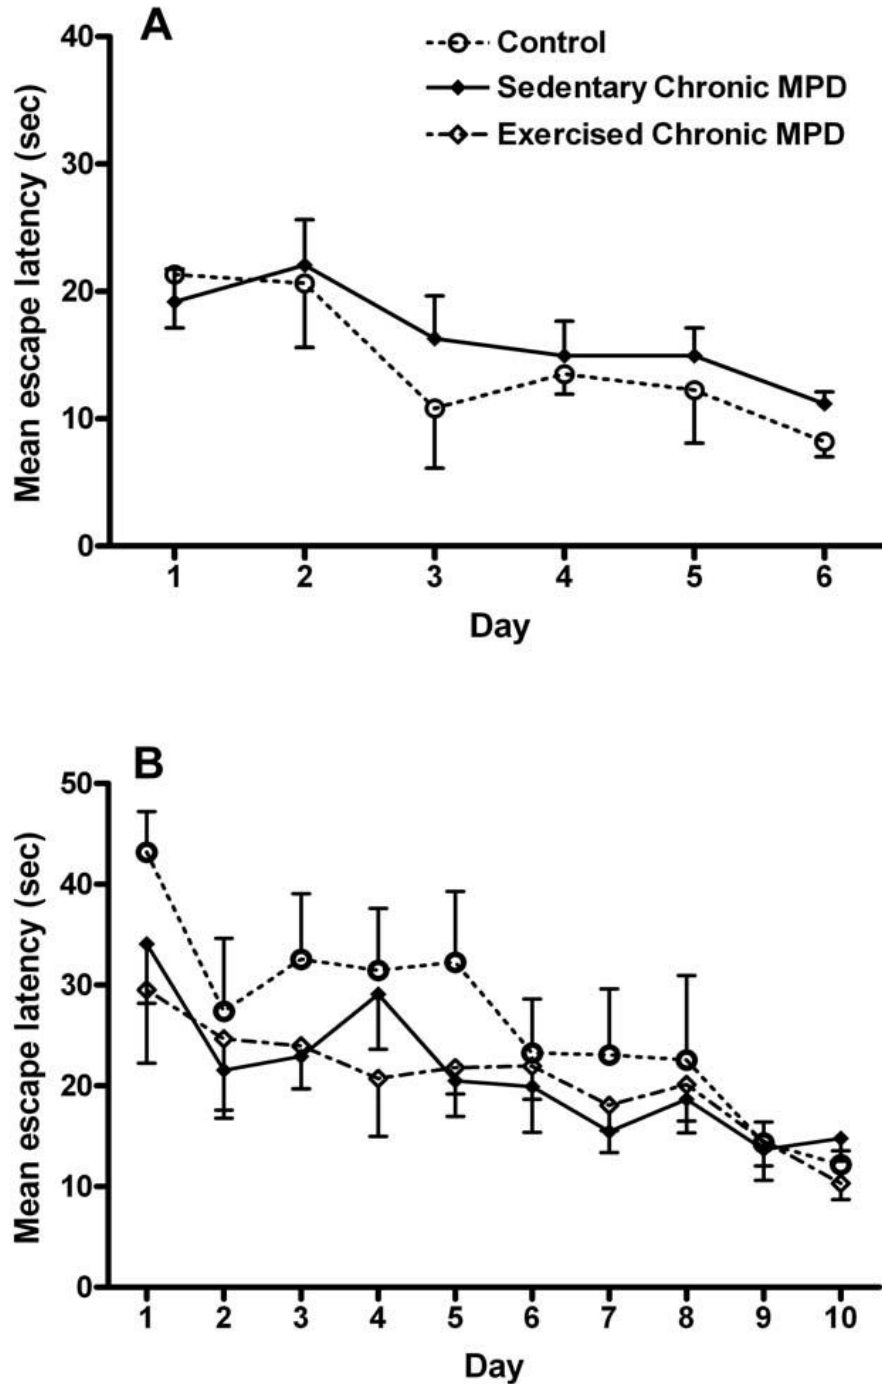 A
Control
Sedentary Chronic MPD
Exercised Chronic MPD
Mean escape latency (sec)
40
30
20
10
0
1 2 3 4 5 6
Day
B
Mean escape latency (sec)
50
40
30
20
10
0
1 2 3 4 5 6 7 8 9 10
Day